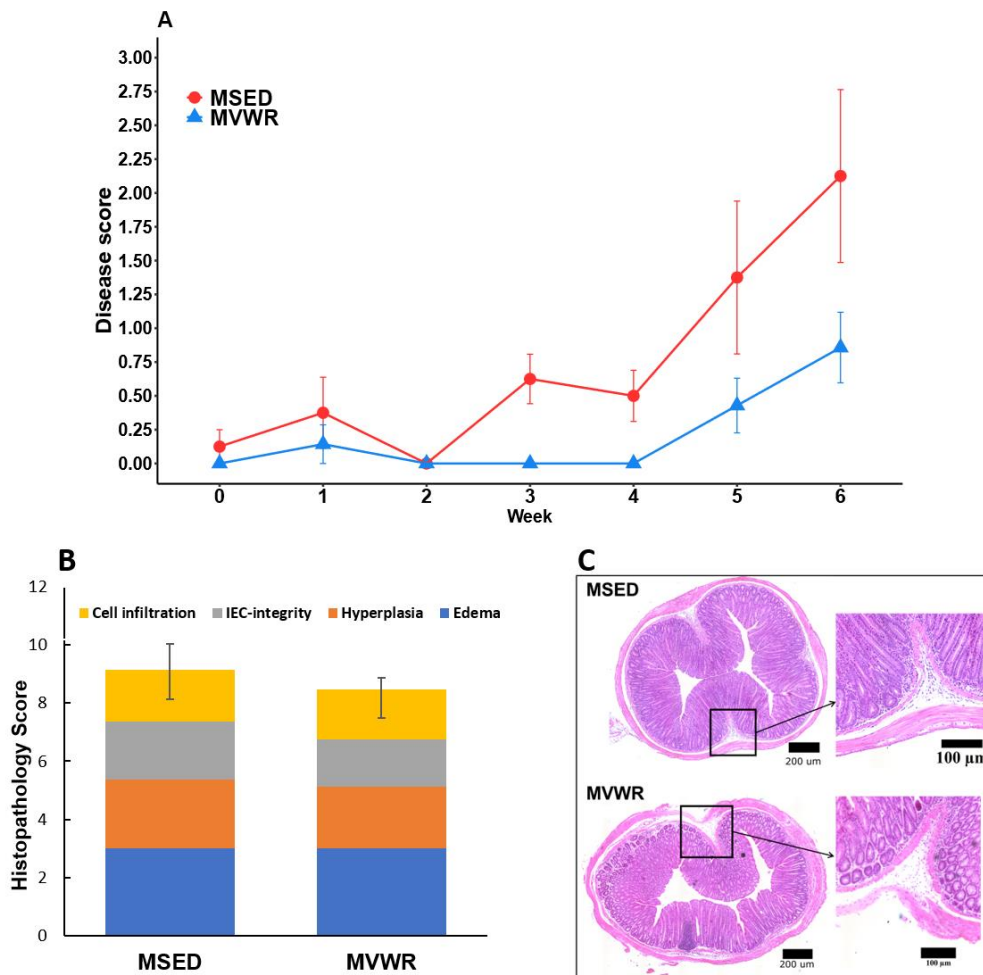 A
3.00
2.75
2.50
2.25
2.00
1.75
1.50
1.25
1.00
0.75
0.50
0.25
0.00
Disease score
MSED
MVWR
0 1 2 3 4 5 6
Week
B
12
10
8
6
4
2
0
Histopathology Score
Cell infiltration IEC-integrity Hyperplasia Edema
MSED MVWR
C
MSED
200 um
100 µm
MVWR
200 um
100 µm